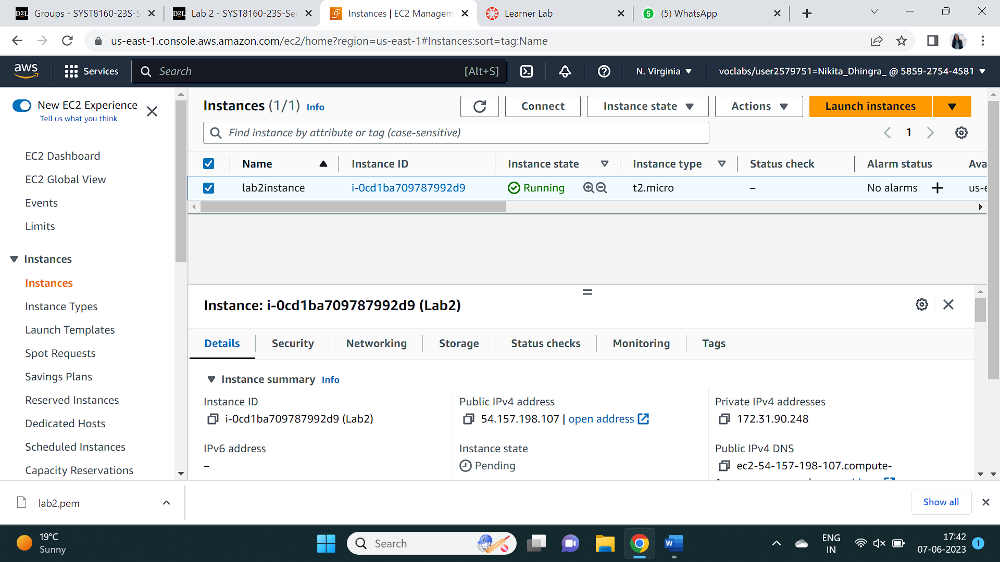 Groups - SYST8160-23S-S
Lab 2 - SYST8160-23S-Sec
Instances | EC2 Managem
Learner Lab
(5) WhatsApp
us-east-1.console.aws.amazon.com/ec2/home?region=us-east-1#Instances:sort=tag:Name
aws
Services
Search
[Alt+S]
N. Virginia
voclabs/user2579751=Nikita_Dhingra_ @ 5859-2754-4581
New EC2 Experience
Tell us what you think
EC2 Dashboard
EC2 Global View
Events
Limits
Instances
Instances
Instance Types
Launch Templates
Spot Requests
Savings Plans
Reserved Instances
Dedicated Hosts
Scheduled Instances
Capacity Reservations
Instances (1/1) Info
Connect
Instance state
Actions
Launch instances
Find instance by attribute or tag (case-sensitive)
1
Name
Instance ID
Instance state
Instance type
Status check
Alarm status
Ava
lab2instance
i-0cd1ba709787992d9
Running
t2.micro
–
No alarms
us-e
Instance: i-0cd1ba709787992d9 (Lab2)
Details
Security
Networking
Storage
Status checks
Monitoring
Tags
Instance summary Info
Instance ID
i-0cd1ba709787992d9 (Lab2)
Public IPv4 address
54.157.198.107 | open address
Private IPv4 addresses
172.31.90.248
IPv6 address
–
Instance state
Pending
Public IPv4 DNS
ec2-54-157-198-107.compute-
lab2.pem
Show all
19°C
Sunny
Search
ENG
IN
17:42
07-06-2023
1